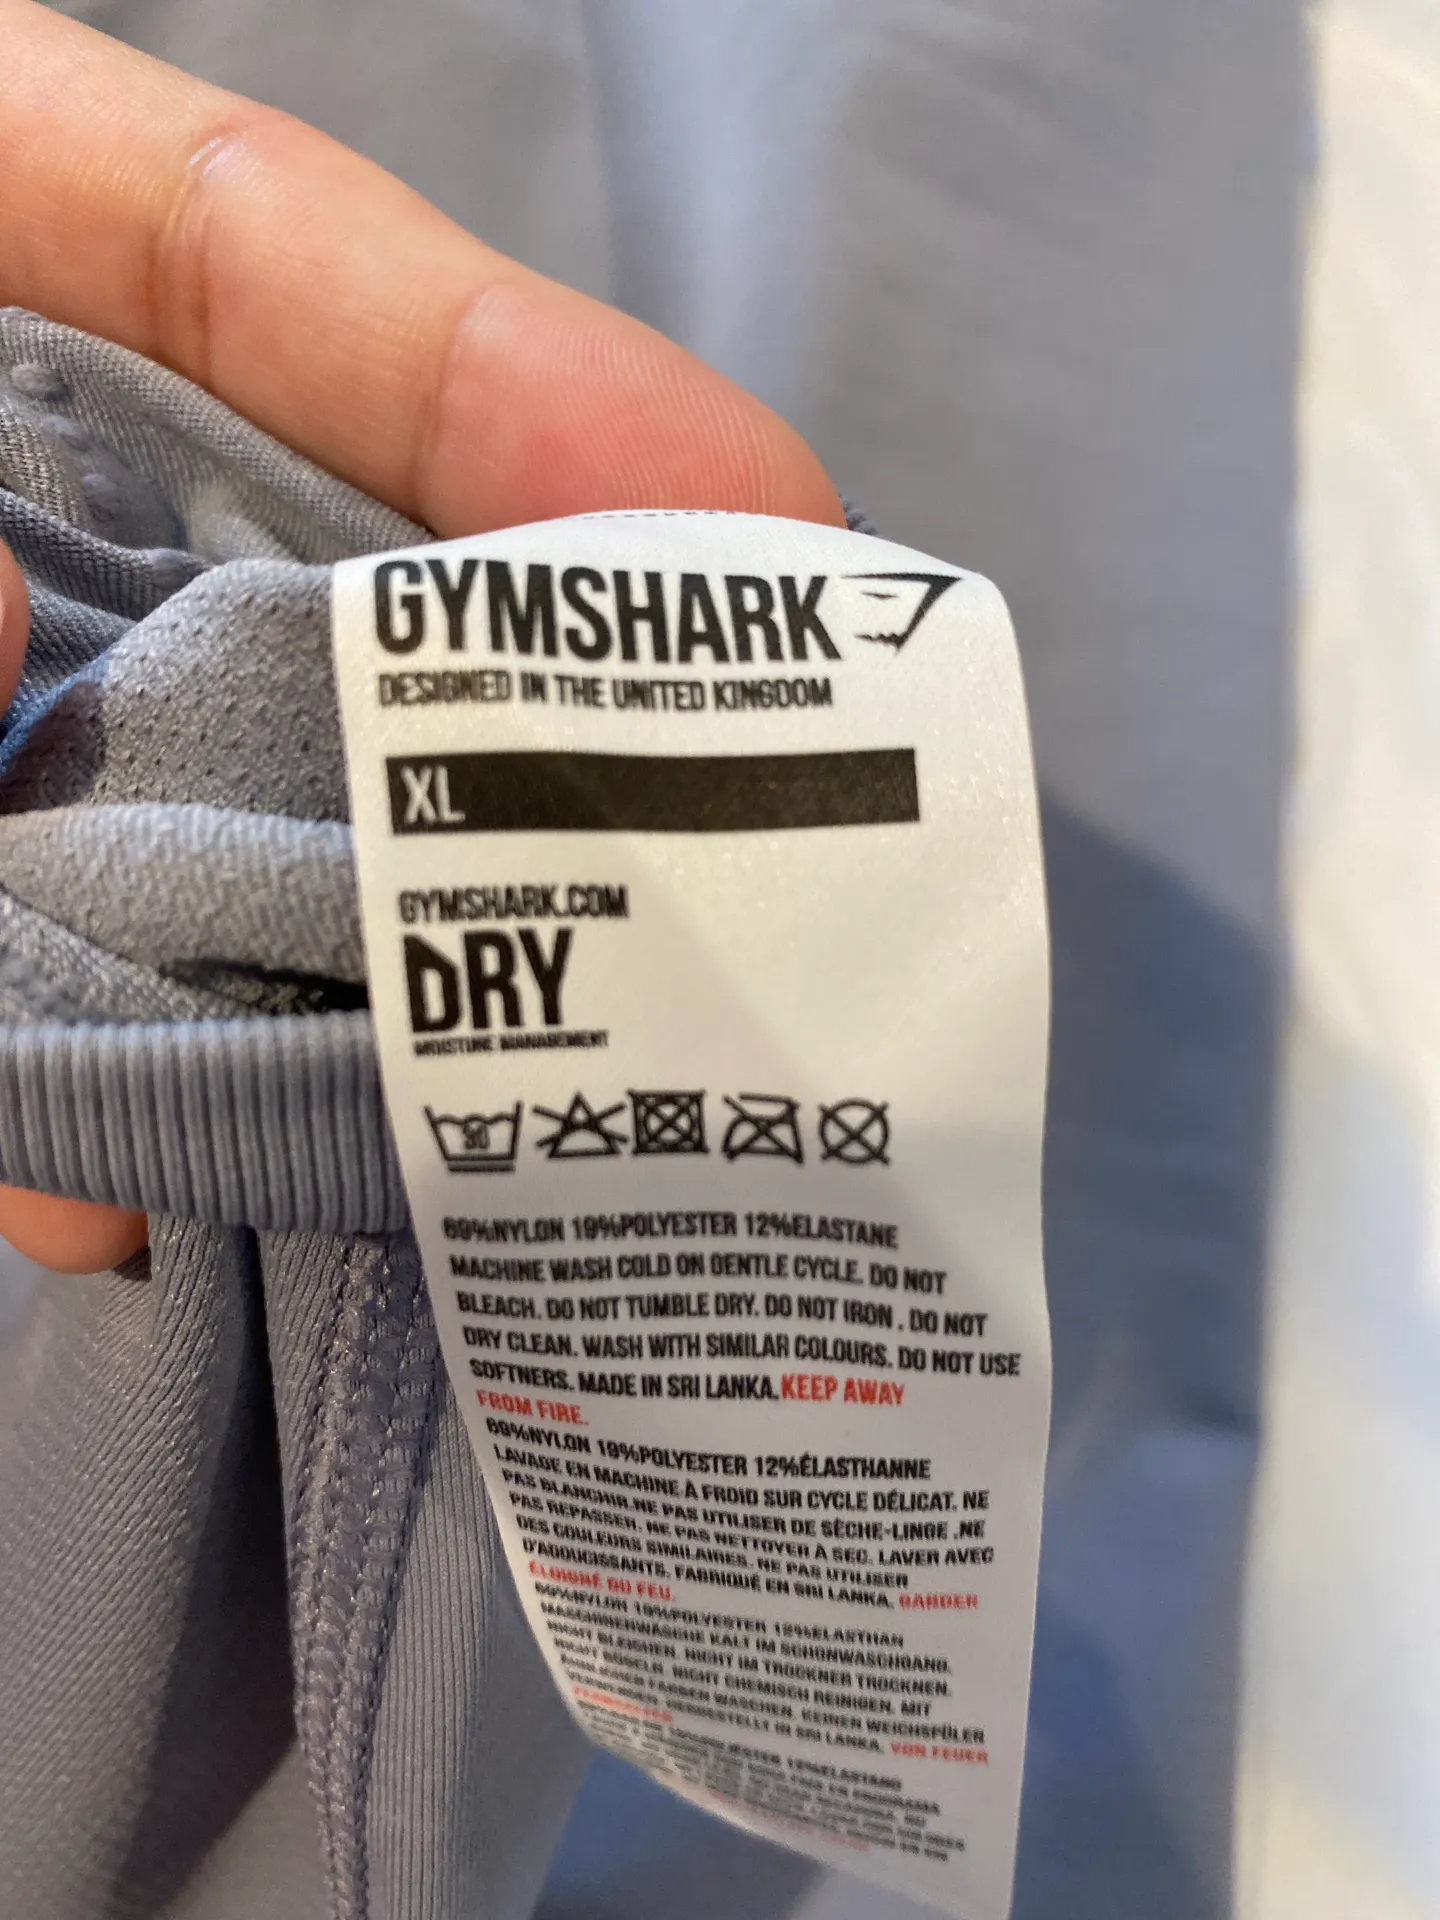 GYMSHARK
DESIGNED IN THE UNITED KINGDOM
XL
GYMSHARK.COM
DRY
MOISTURE MANAGEMENT
30
69%NYLON 19%POLYESTER 12%ELASTANE
MACHINE WASH COLD ON GENTLE CYCLE. DO NOT
BLEACH. DO NOT TUMBLE DRY. DO NOT IRON . DO NOT
DRY CLEAN. WASH WITH SIMILAR COLOURS. DO NOT USE
SOFTNERS. MADE IN SRI LANKA.KEEP AWAY
FROM FIRE.
69%NYLON 19%POLYESTER 12%ÉLASTHANNE
LAVAGE EN MACHINE À FROID SUR CYCLE DÉLICAT. NE
PAS BLANCHIR.NE PAS UTILISER DE SÈCHE-LINGE .NE
PAS REPASSER. NE PAS NETTOYER À SEC. LAVER AVEC
DES COULEURS SIMILAIRES. NE PAS UTILISER
D'ADOUCISSANTS. FABRIQUÉ EN SRI LANKA. GARDER
ÉLOIGNÉ DU FEU.
69%NYLON 19%POLYESTER 12%ELASTHAN
MASCHINENWÄSCHE KALT IM SCHONWASCHGANG.
NICHT BLEICHEN. NICHT IM TROCKNER TROCKNEN.
NICHT BÜGELN. NICHT CHEMISCH REINIGEN. MIT
ÄHNLICHEN FARBEN WASCHEN. KEINEN WEICHSPÜLER
VERWENDEN. HERGESTELLT IN SRI LANKA. VON FEUER